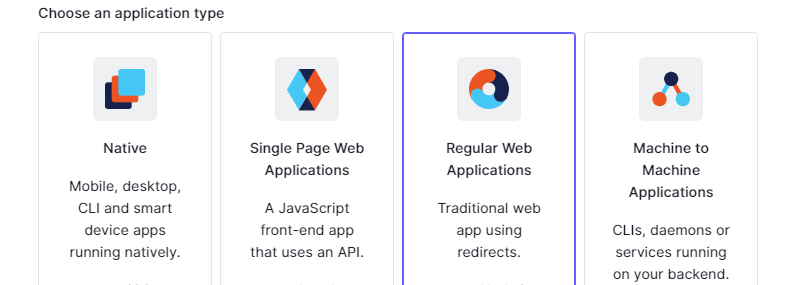 Choose an application type
Native
Mobile, desktop,
CLI and smart
device apps
running natively.
Single Page Web
Applications
A JavaScript
front-end app
that uses an API.
Regular Web
Applications
Traditional web
app using
redirects.
Machine to
Machine
Applications
CLIs, daemons or
services running
on your backend.